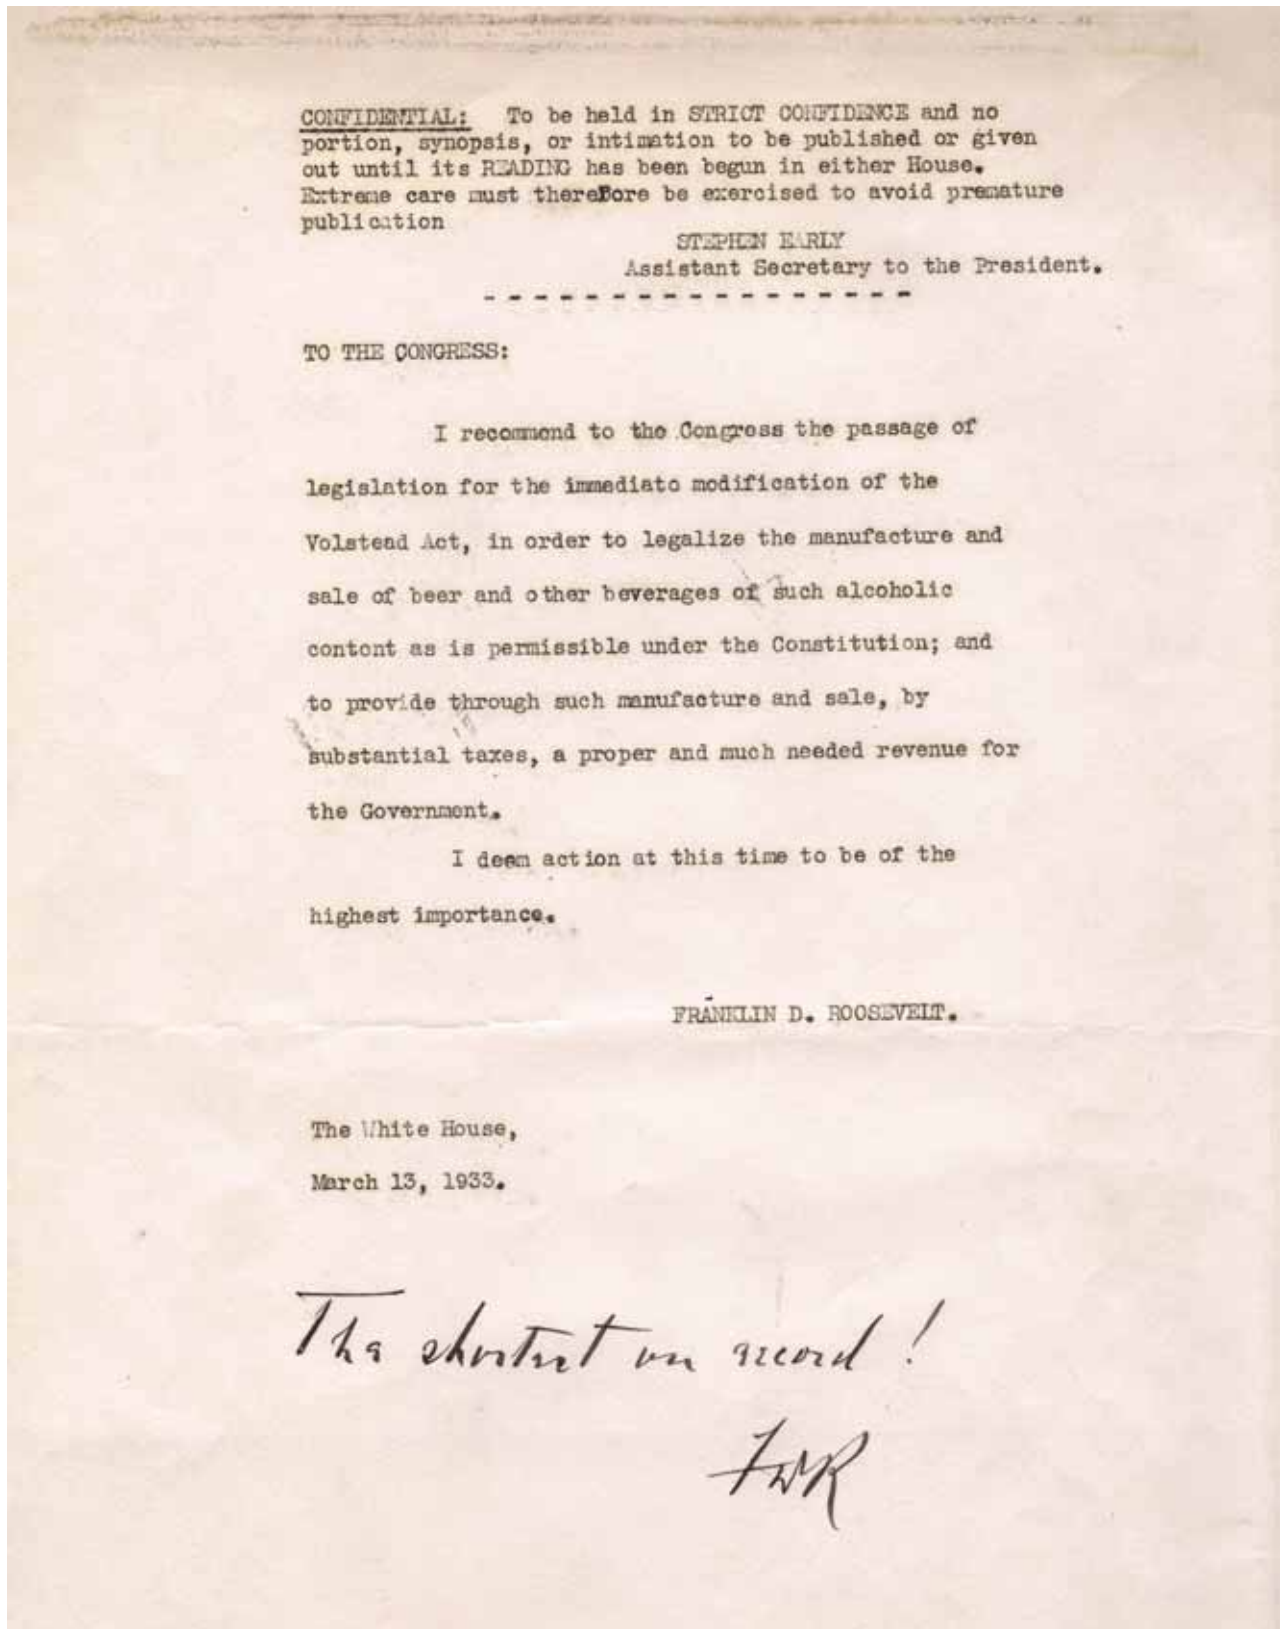 CONFIDENTIAL: To be held in STRICT CONFIDENCE and no
portion, synopsis, or intimation to be published or given
out until its READING has been begun in either House.
Extreme care must therefore be exercised to avoid premature
publication
STEPHEN EARLY
Assistant Secretary to the President.
- - - - - - - - - - - - - - - - -
TO THE CONGRESS:
I recommend to the Congress the passage of
legislation for the immediate modification of the
Volstead Act, in order to legalize the manufacture and
sale of beer and other beverages of such alcoholic
content as is permissible under the Constitution; and
to provide through such manufacture and sale, by
substantial taxes, a proper and much needed revenue for
the Government.
I deem action at this time to be of the
highest importance.
FRANKLIN D. ROOSEVELT.
The White House,
March 13, 1933.
The shortest on record!
FDR